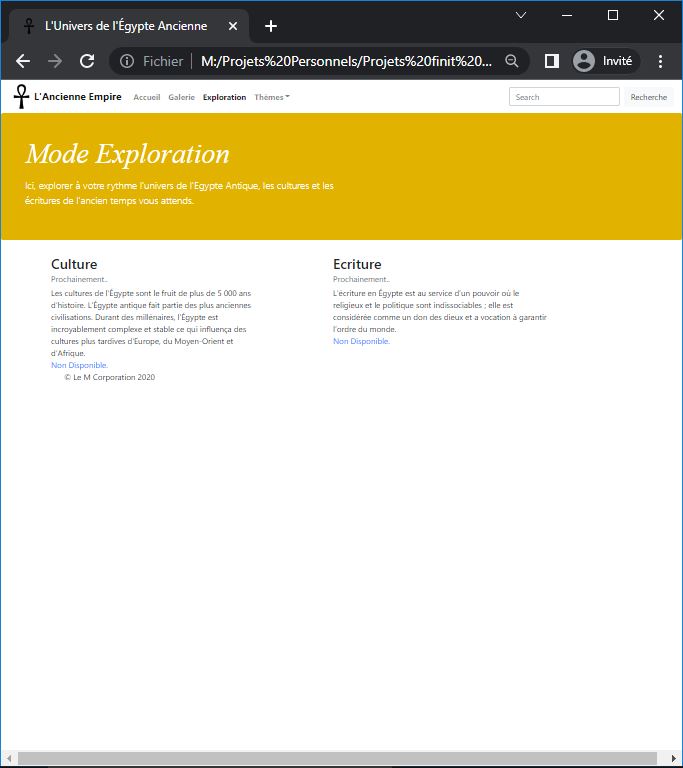 L'Univers de l'Égypte Ancienne
Fichier M:/Projets%20Personnels/Projets%20finit%20... Invité
L'Ancienne Empire Accueil Galerie Exploration Thèmes Search Recherche
Mode Exploration
Ici, explorer à votre rythme l'univers de l'Egypte Antique, les cultures et les
écritures de l'ancien temps vous attends.
Culture
Prochainement..
Les cultures de l'Égypte sont le fruit de plus de 5 000 ans
d'histoire. L'Égypte antique fait partie des plus anciennes
civilisations. Durant des millénaires, l'Égypte est
incroyablement complexe et stable ce qui influença des
cultures plus tardives d'Europe, du Moyen-Orient et
d'Afrique.
Non Disponible.
Ecriture
Prochainement..
L'écriture en Égypte est au service d'un pouvoir où le
religieux et le politique sont indissociables ; elle est
considérée comme un don des dieux et a vocation à garantir
l'ordre du monde.
Non Disponible.
© Le M Corporation 2020